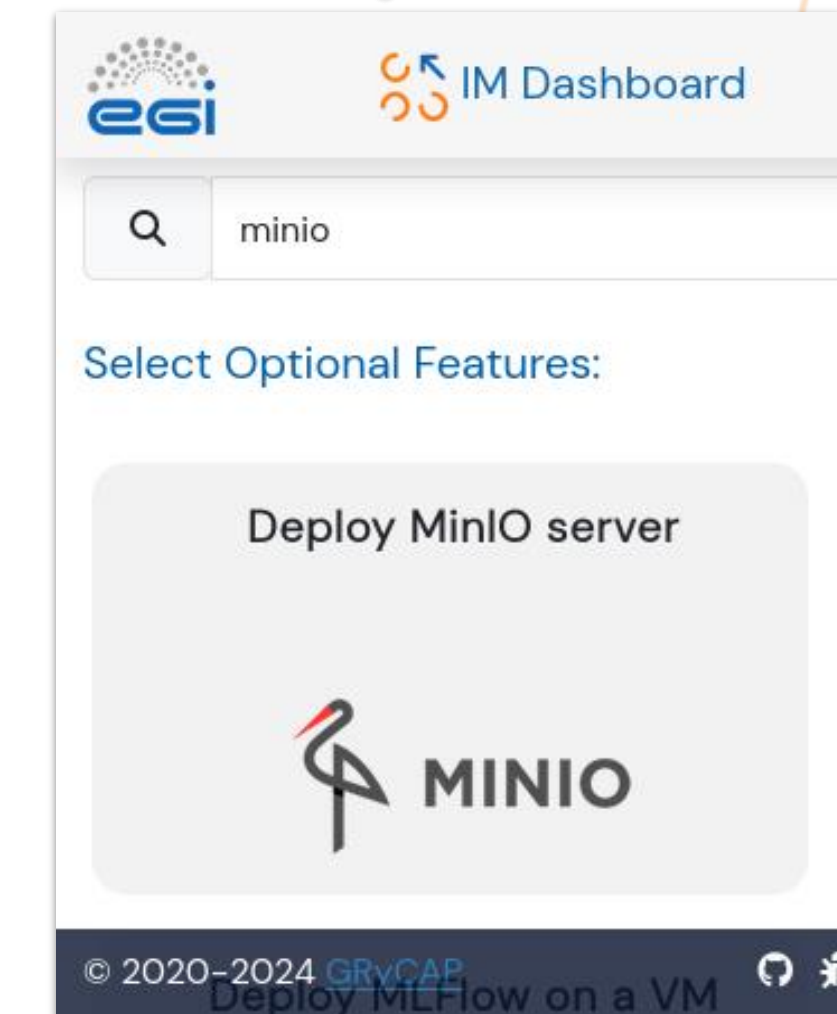 egi
IM Dashboard
minio
Select Optional Features:
Deploy MinIO server
MINIO
© 2020-2024 GRyCAP
Deploy MLFlow on a VM